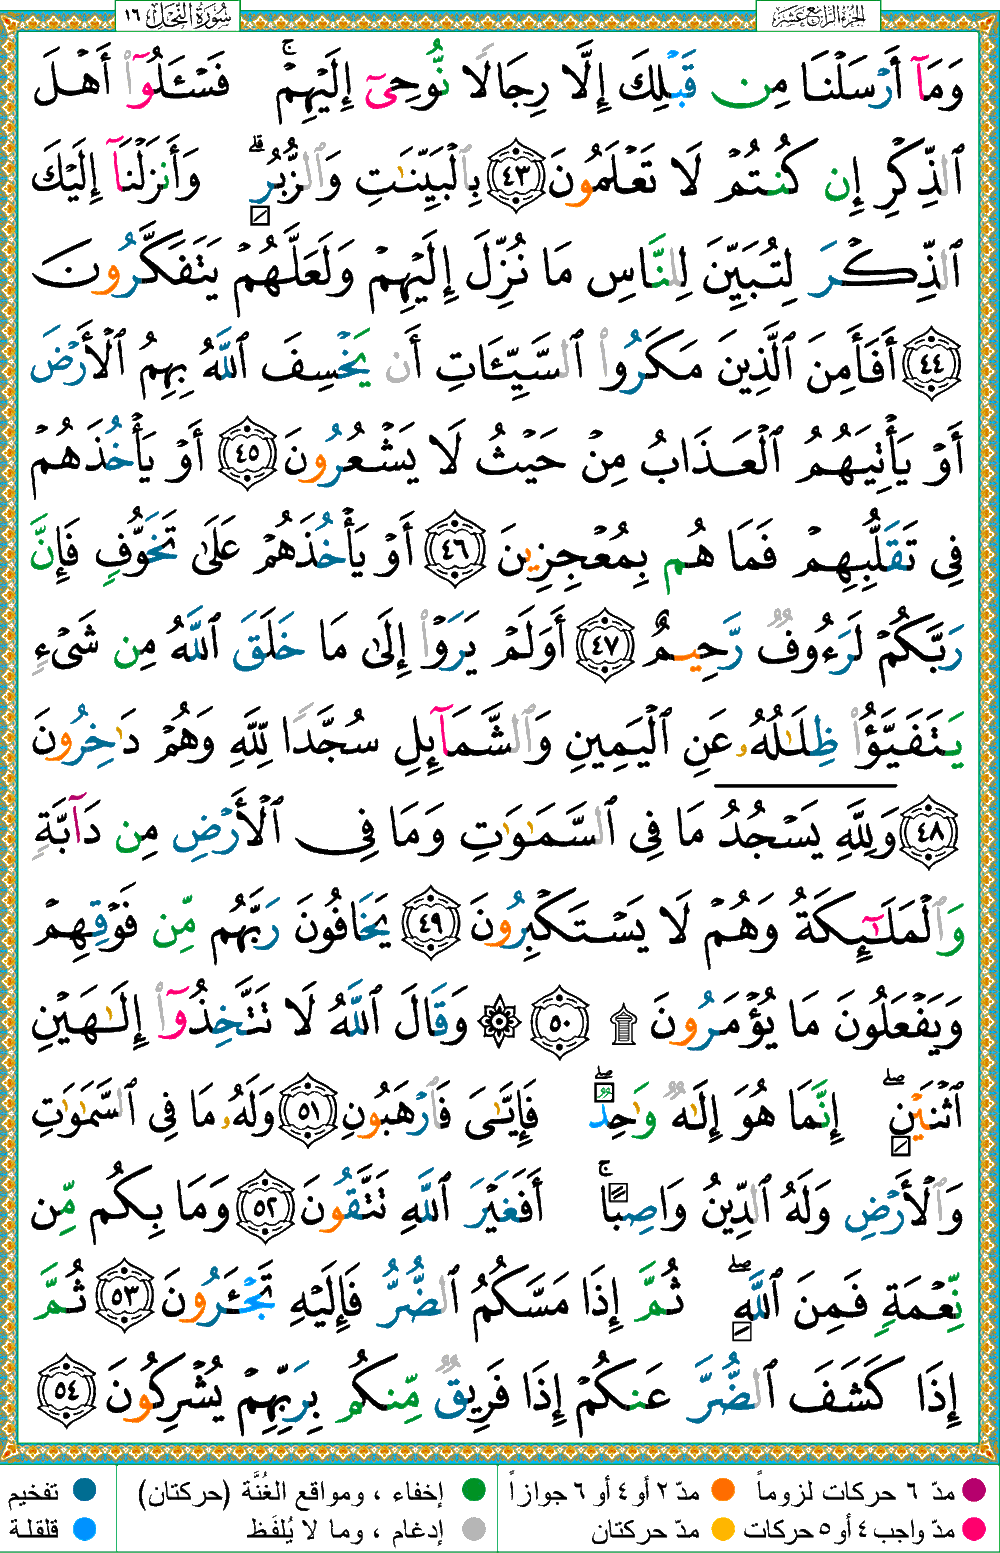 الجزء الرابع عشر
سورة النحل ١٦
وَمَآ أَرْسَلْنَا مِن قَبْلِكَ إِلَّا رِجَالًا نُّوحِىٓ إِلَيْهِمْ ۚ فَسْـَٔلُوٓا۟ أَهْلَ
ٱلذِّكْرِ إِن كُنتُمْ لَا تَعْلَمُونَ ٤٣ بِٱلْبَيِّنَـٰتِ وَٱلزُّبُرِ ۗ وَأَنزَلْنَآ إِلَيْكَ
ٱلذِّكْرَ لِتُبَيِّنَ لِلنَّاسِ مَا نُزِّلَ إِلَيْهِمْ وَلَعَلَّهُمْ يَتَفَكَّرُونَ
٤٤ أَفَأَمِنَ ٱلَّذِينَ مَكَرُوا۟ ٱلسَّيِّـَٔاتِ أَن يَخْسِفَ ٱللَّهُ بِهِمُ ٱلْأَرْضَ
أَوْ يَأْتِيَهُمُ ٱلْعَذَابُ مِنْ حَيْثُ لَا يَشْعُرُونَ ٤٥ أَوْ يَأْخُذَهُمْ
فِى تَقَلُّبِهِمْ فَمَا هُم بِمُعْجِزِينَ ٤٦ أَوْ يَأْخُذَهُمْ عَلَىٰ تَخَوُّفٍ فَإِنَّ
رَبَّكُمْ لَرَءُوفٌ رَّحِيمٌ ٤٧ أَوَلَمْ يَرَوْا۟ إِلَىٰ مَا خَلَقَ ٱللَّهُ مِن شَىْءٍ
يَتَفَيَّؤُا۟ ظِلَـٰلُهُۥ عَنِ ٱلْيَمِينِ وَٱلشَّمَآئِلِ سُجَّدًا لِلَّهِ وَهُمْ دَٰخِرُونَ
٤٨ وَلِلَّهِ يَسْجُدُ مَا فِى ٱلسَّمَـٰوَٰتِ وَمَا فِى ٱلْأَرْضِ مِن دَآبَّةٍ
وَٱلْمَلَـٰٓئِكَةُ وَهُمْ لَا يَسْتَكْبِرُونَ ٤٩ يَخَافُونَ رَبَّهُم مِّن فَوْقِهِمْ
وَيَفْعَلُونَ مَا يُؤْمَرُونَ ۩ ٥٠ ۞ وَقَالَ ٱللَّهُ لَا تَتَّخِذُوٓا۟ إِلَـٰهَيْنِ
ٱثْنَيْنِ ۖ إِنَّمَا هُوَ إِلَـٰهٌ وَٰحِدٌ ۖ فَإِيَّـٰىَ فَٱرْهَبُونِ ٥١ وَلَهُۥ مَا فِى ٱلسَّمَـٰوَٰتِ
وَٱلْأَرْضِ وَلَهُ ٱلدِّينُ وَاصِبًا ۚ أَفَغَيْرَ ٱللَّهِ تَتَّقُونَ ٥٢ وَمَا بِكُم مِّن
نِّعْمَةٍ فَمِنَ ٱللَّهِ ۖ ثُمَّ إِذَا مَسَّكُمُ ٱلضُّرُّ فَإِلَيْهِ تَجْـَٔرُونَ ٥٣ ثُمَّ
إِذَا كَشَفَ ٱلضُّرَّ عَنكُمْ إِذَا فَرِيقٌ مِّنكُم بِرَبِّهِمْ يُشْرِكُونَ ٥٤
مدّ ٦ حركات لزوماً مدّ ٢ أو ٤ أو ٦ جوازاً إخفاء ، ومواقع الغُنَّة (حركتان) تفخيم
مدّ واجب ٤ أو ٥ حركات مدّ حركتان إدغام ، وما لا يُلفَظ قلقلة